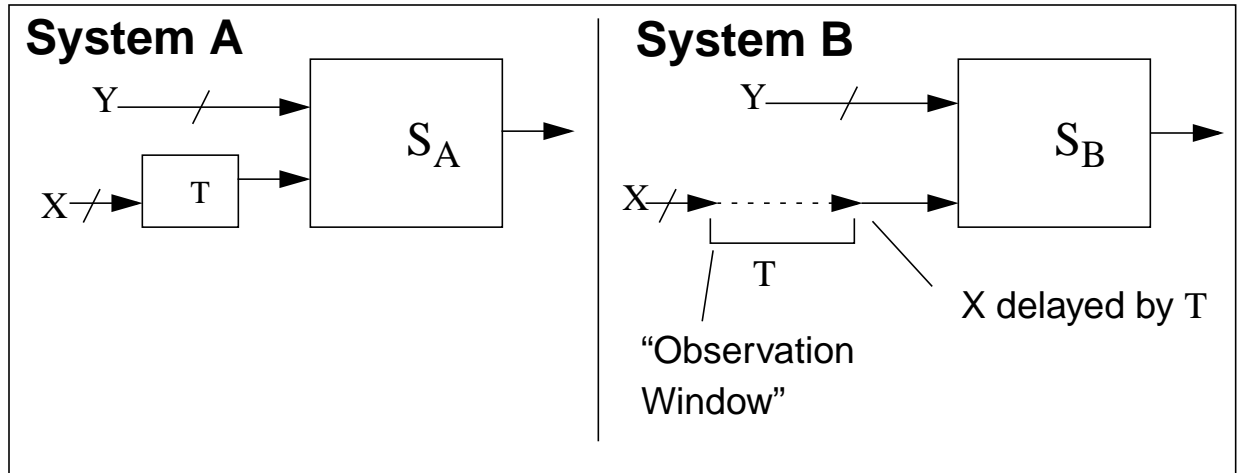 System A
Y
S_A
X
T
System B
Y
S_B
X
T
X delayed by T
“Observation
Window”